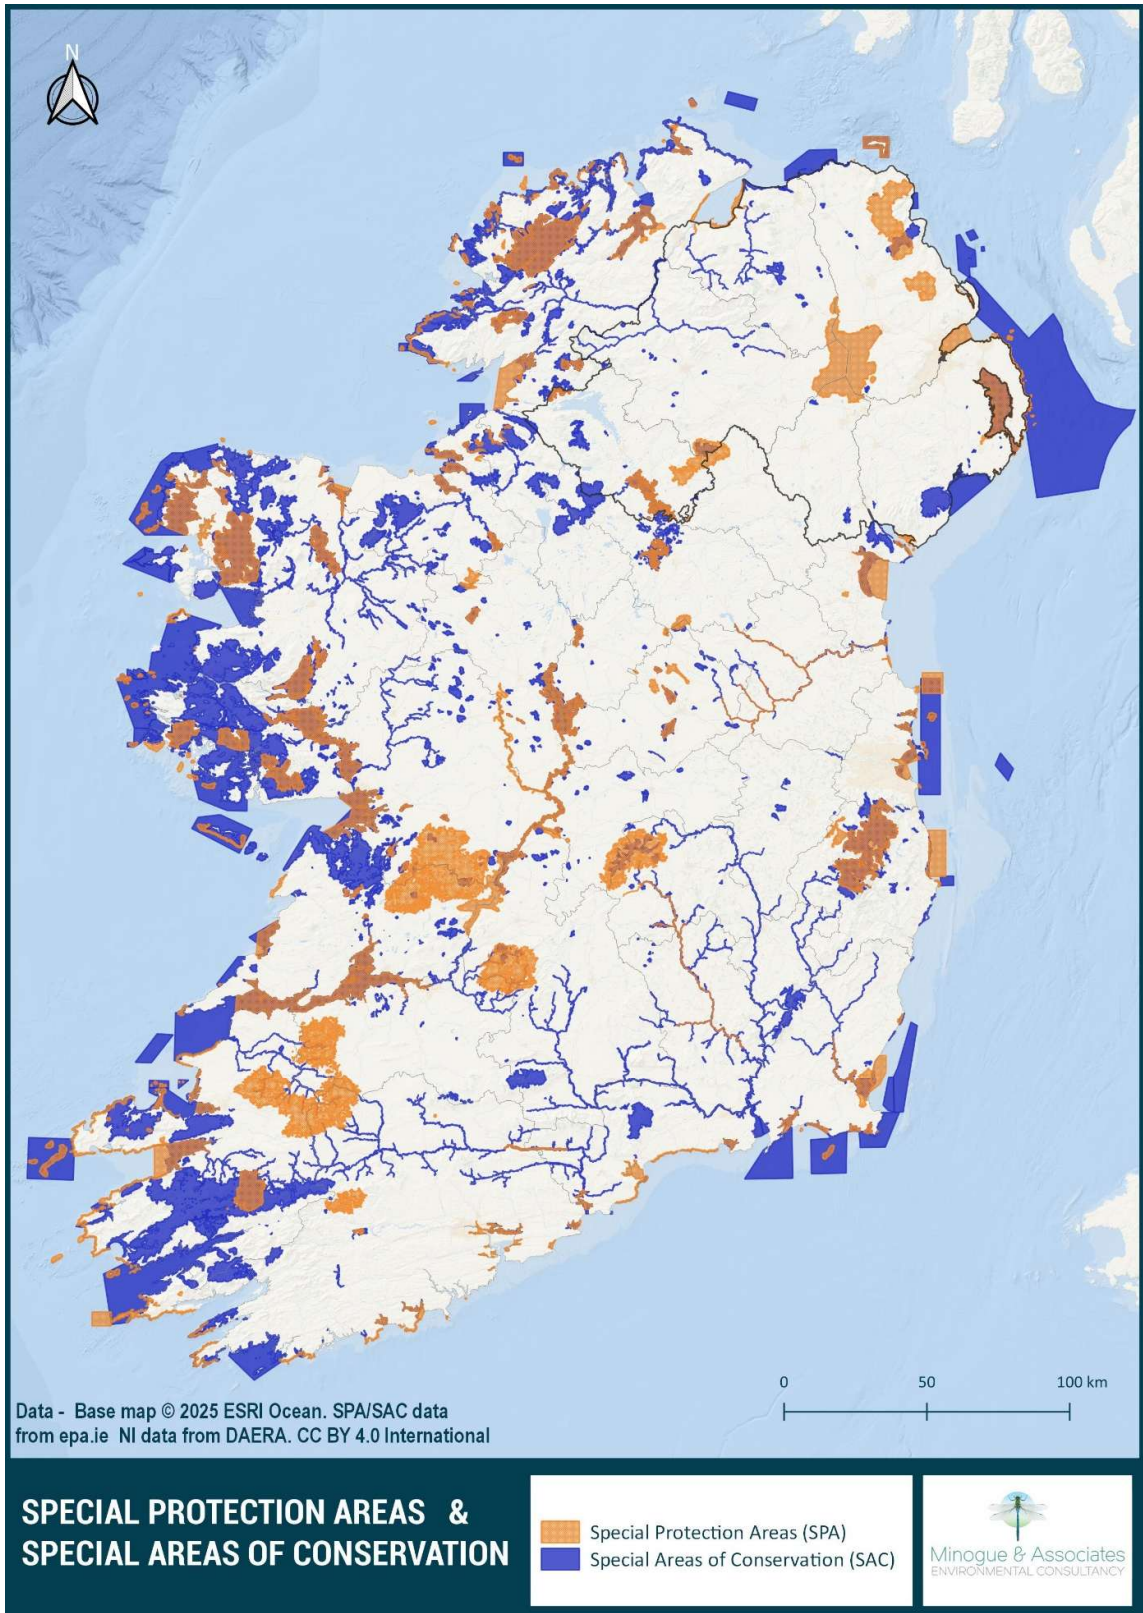 N
0 50 100 km
Data - Base map © 2025 ESRI Ocean. SPA/SAC data
from epa.ie NI data from DAERA. CC BY 4.0 International
SPECIAL PROTECTION AREAS &
SPECIAL AREAS OF CONSERVATION
Special Protection Areas (SPA)
Special Areas of Conservation (SAC)
Minogue & Associates
ENVIRONMENTAL CONSULTANCY